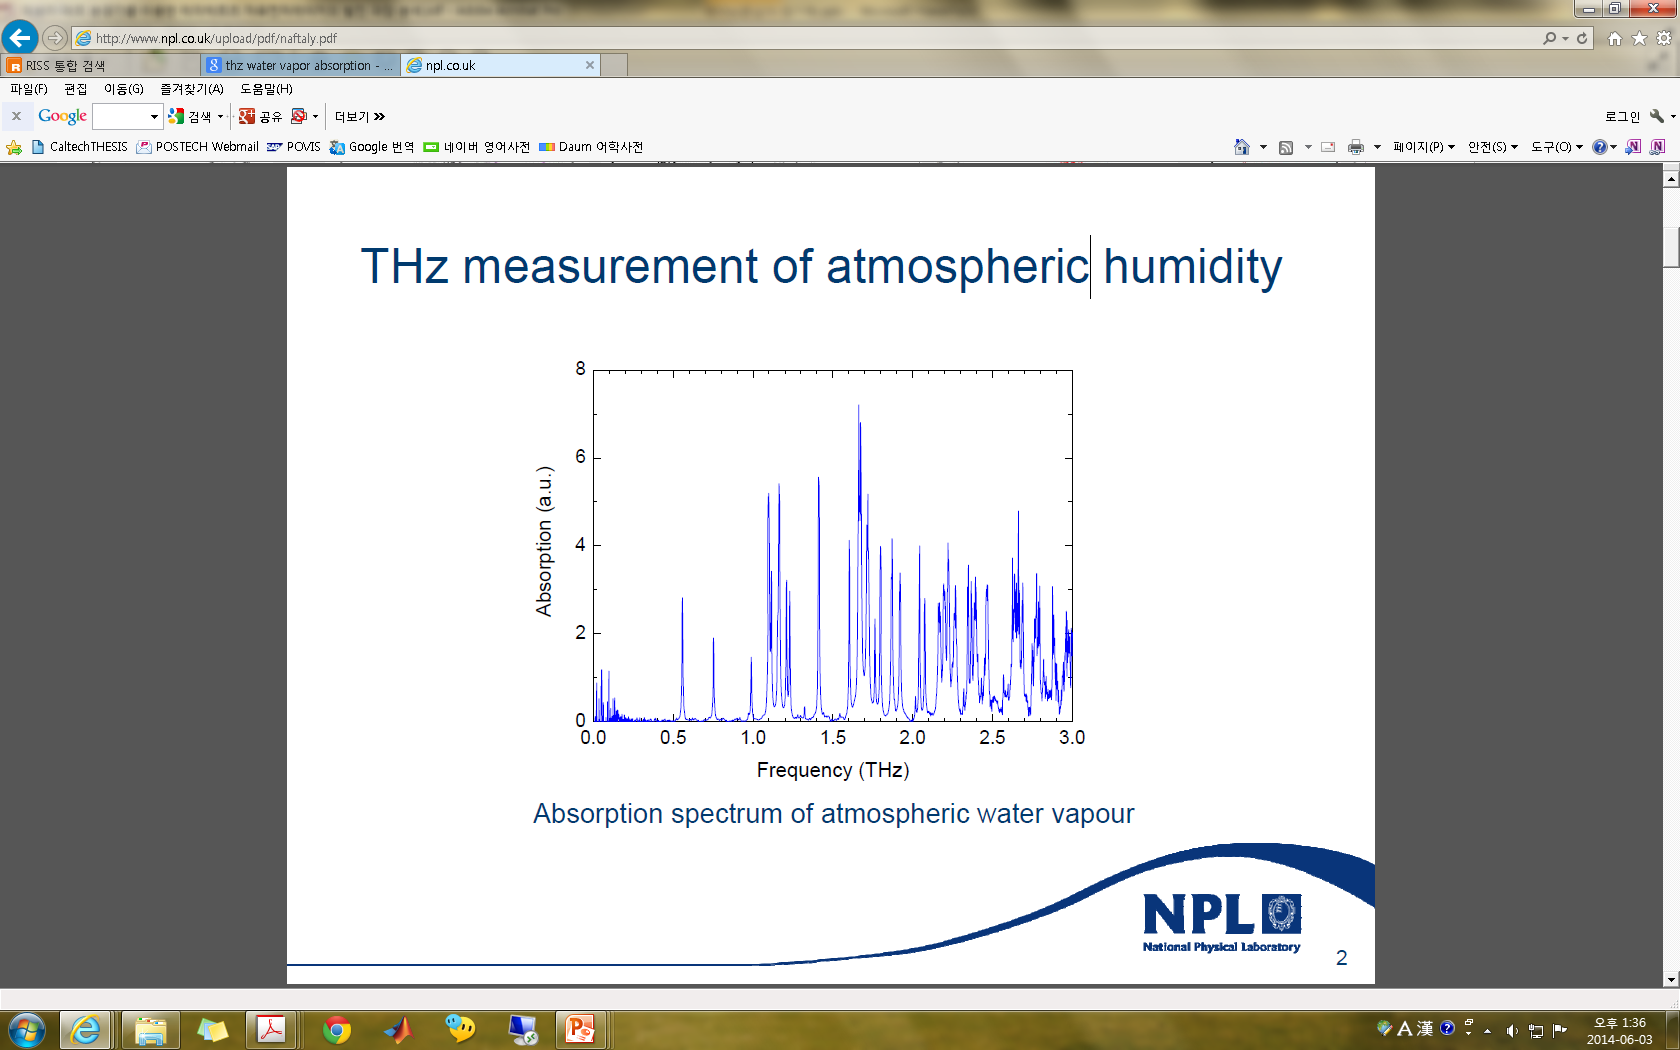 http://www.npl.co.uk/upload/pdf/naftaly.pdf
RISS 통합 검색
thz water vapor absorption - ...
npl.co.uk
파일(F) 편집 이동(G) 즐겨찾기(A) 도움말(H)
Google 검색 공유 더보기 로그인
CaltechTHESIS POSTECH Webmail POVIS Google 번역 네이버 영어사전 Daum 어학사전 페이지(P) 안전(S) 도구(O)
THz measurement of atmospheric humidity
8
6
4
2
0
Absorption (a.u.)
0.0 0.5 1.0 1.5 2.0 2.5 3.0
Frequency (THz)
Absorption spectrum of atmospheric water vapour
NPL
National Physical Laboratory
2
A 漢
오후 1:36
2014-06-03